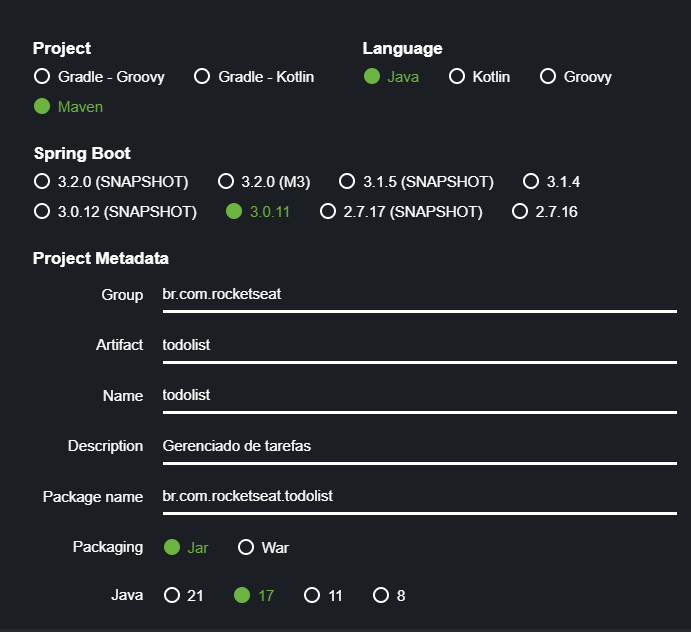 Project
Gradle - Groovy Gradle - Kotlin
Maven
Language
Java Kotlin Groovy
Spring Boot
3.2.0 (SNAPSHOT) 3.2.0 (M3) 3.1.5 (SNAPSHOT) 3.1.4
3.0.12 (SNAPSHOT) 3.0.11 2.7.17 (SNAPSHOT) 2.7.16
Project Metadata
Group br.com.rocketseat
Artifact todolist
Name todolist
Description Gerenciado de tarefas
Package name br.com.rocketseat.todolist
Packaging Jar War
Java 21 17 11 8